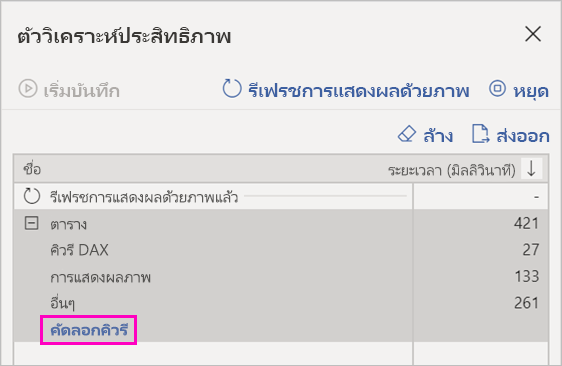 ตัววิเคราะห์ประสิทธิภาพ
เริ่มบันทึก รีเฟรชการแสดงผลด้วยภาพ หยุด
ล้าง ส่งออก
ชื่อ ระยะเวลา (มิลลิวินาที)
รีเฟรชการแสดงผลด้วยภาพแล้ว -
ตาราง 421
คิวรี DAX 27
การแสดงผลภาพ 133
อื่นๆ 261
คัดลอกคิวรี